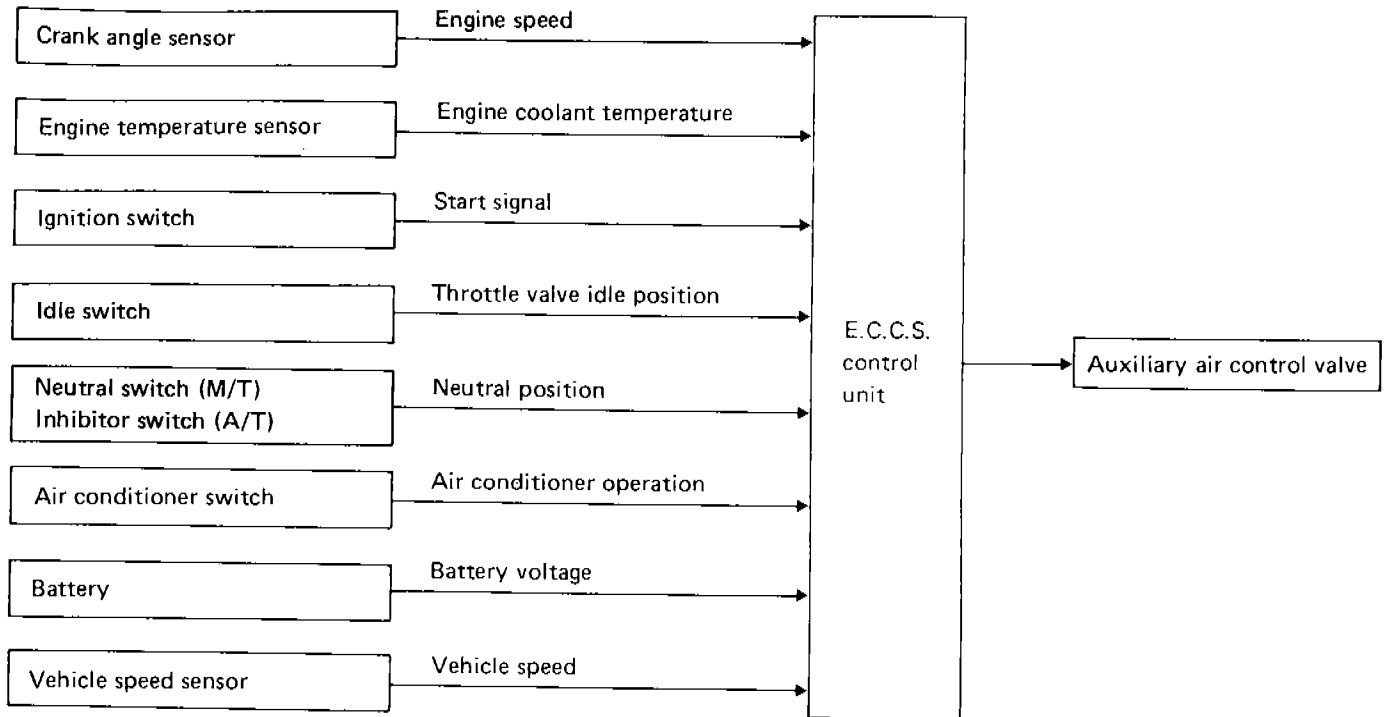 Crank angle sensor
Engine speed
Engine temperature sensor
Engine coolant temperature
Ignition switch
Start signal
Idle switch
Throttle valve idle position
Neutral switch (M/T)
Inhibitor switch (A/T)
Neutral position
Air conditioner switch
Air conditioner operation
Battery
Battery voltage
Vehicle speed sensor
Vehicle speed
E.C.C.S.
control
unit
Auxiliary air control valve